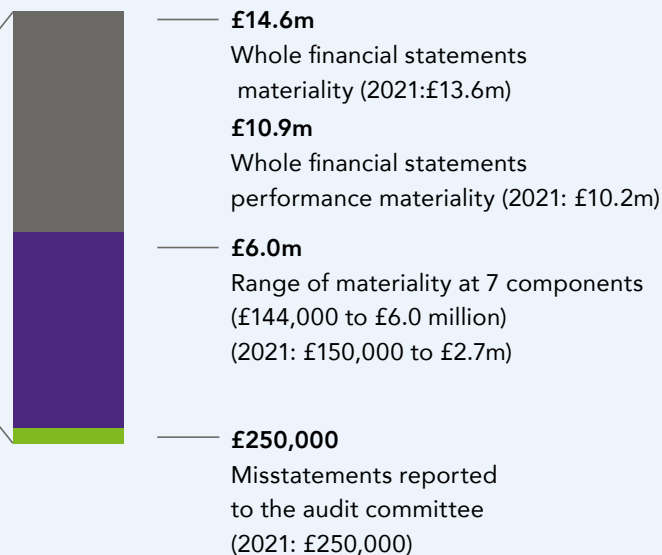 £14.6m
Whole financial statements
materiality (2021:£13.6m)
£10.9m
Whole financial statements
performance materiality (2021: £10.2m)
£6.0m
Range of materiality at 7 components
(£144,000 to £6.0 million)
(2021: £150,000 to £2.7m)
£250,000
Misstatements reported
to the audit committee
(2021: £250,000)